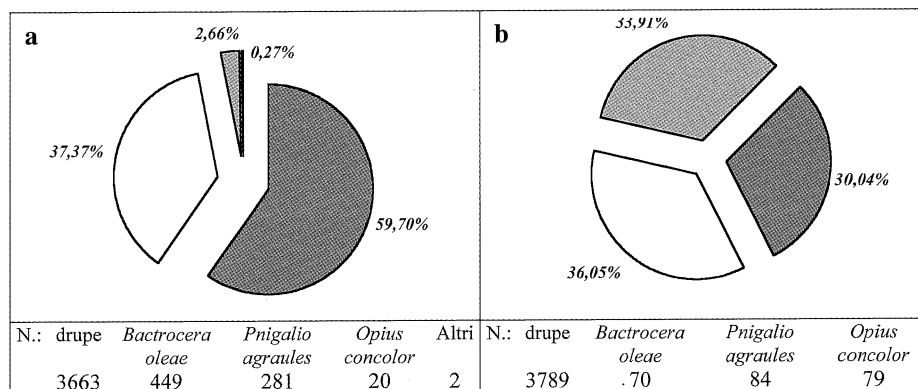 a
2,66%
0,27%
37,37%
59,70%
N.: drupe Bactrocera oleae Pnigalio agraules Opius concolor Altri
3663 449 281 20 2
b
33,91%
30,04%
36,05%
N.: drupe Bactrocera oleae Pnigalio agraules Opius concolor
3789 70 84 79